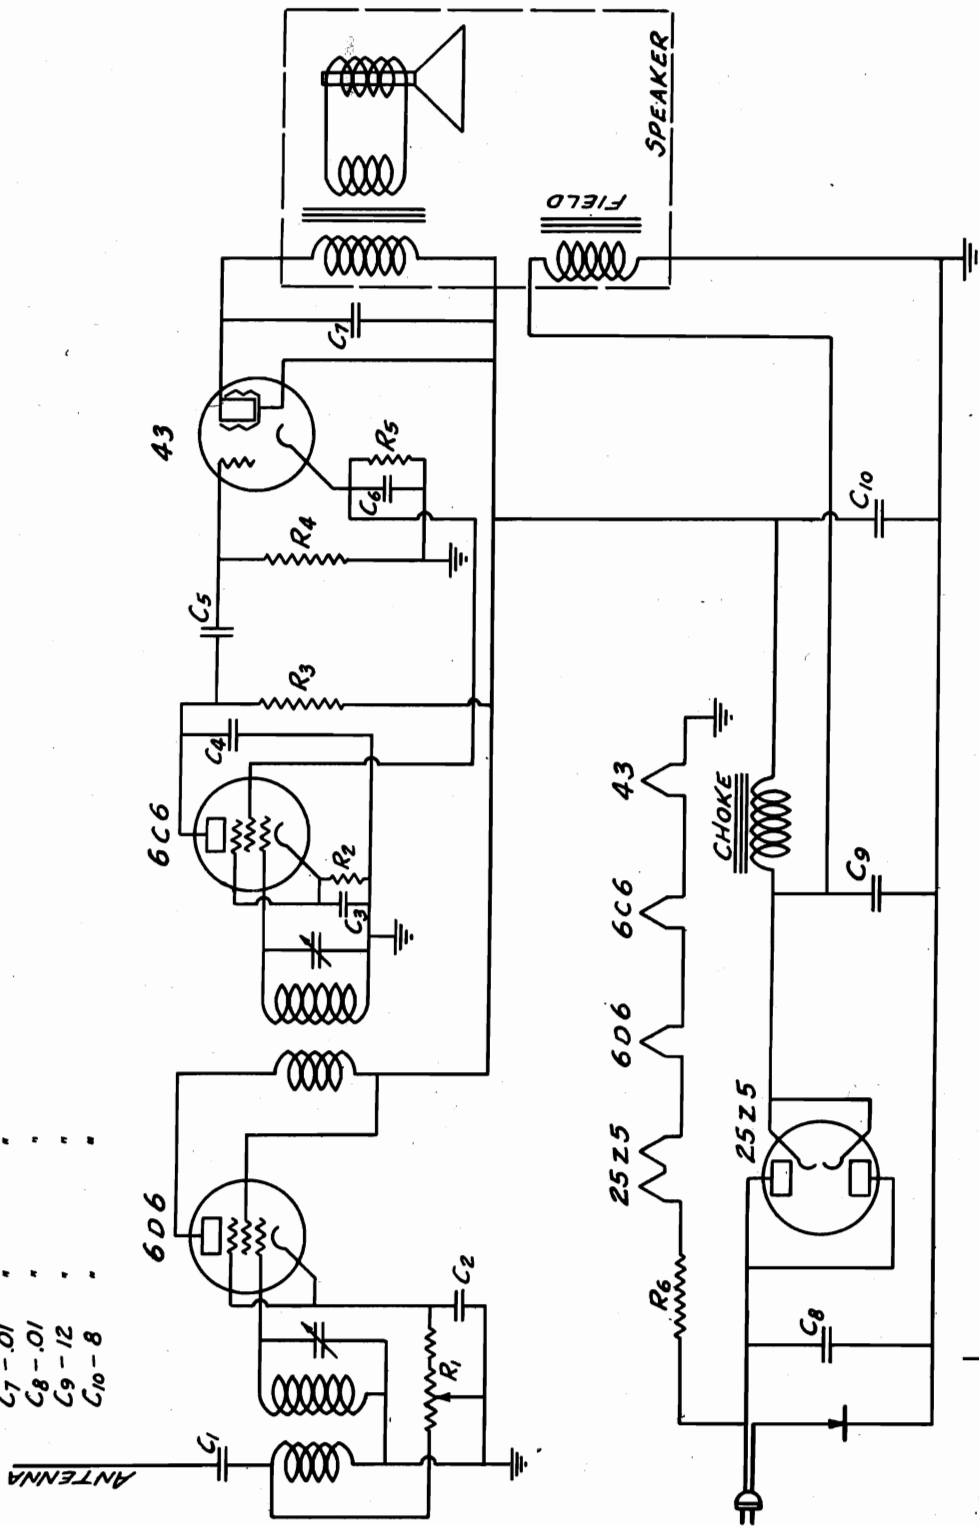 C7-.01 " "
C8-.01 " "
C9-12 " "
C10-8 " "
ANTENNA
C1
6D6
6C6
43
C5
C4
C7
R3
R4
C3
R2
C6
R5
R1
C2
FIELD
SPEAKER
25Z5
6D6
6C6
43
R6
CHOKE
25Z5
C8
C9
C10